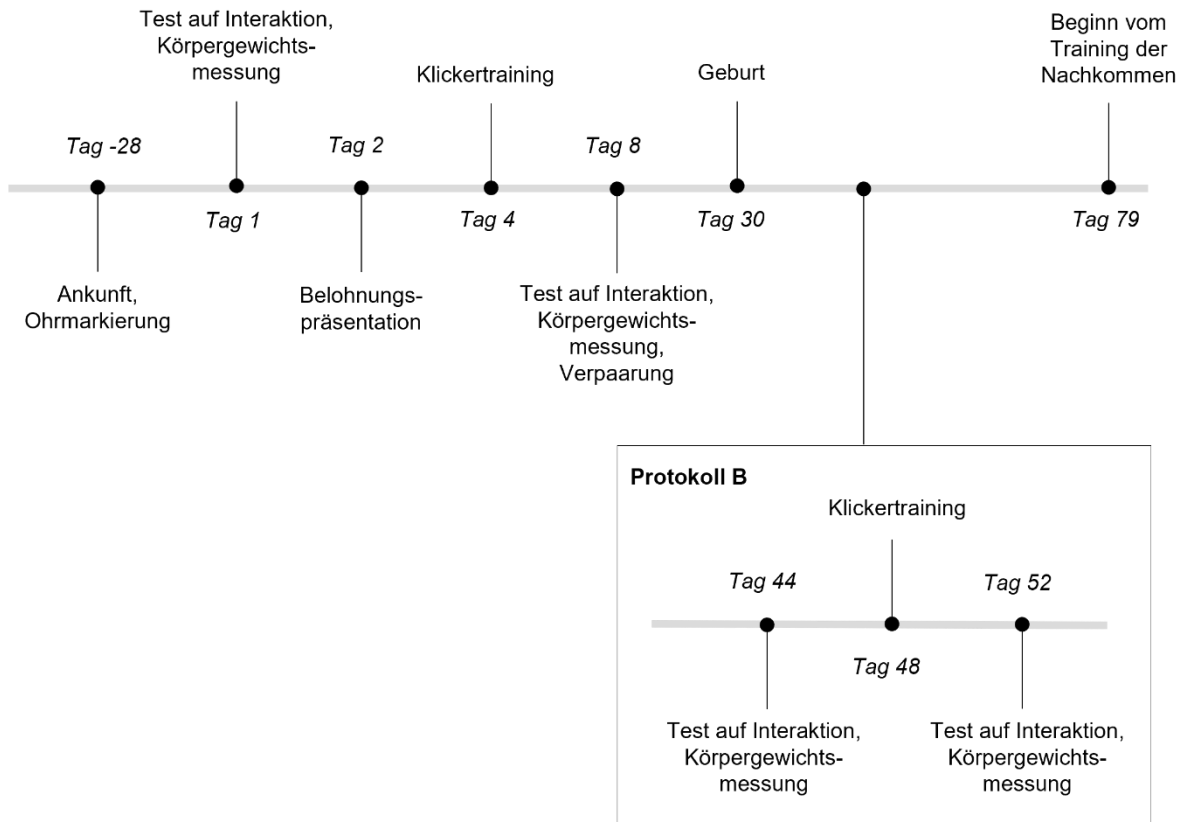 Test auf Interaktion,
Körpergewichts-
messung
Klickertraining
Geburt
Beginn vom
Training der
Nachkommen
Tag -28
Tag 2
Tag 8
Tag 1
Tag 4
Tag 30
Tag 79
Ankunft,
Ohrmarkierung
Belohnungs-
präsentation
Test auf Interaktion,
Körpergewichts-
messung,
Verpaarung
Protokoll B
Klickertraining
Tag 44
Tag 52
Tag 48
Test auf Interaktion,
Körpergewichts-
messung
Test auf Interaktion,
Körpergewichts-
messung